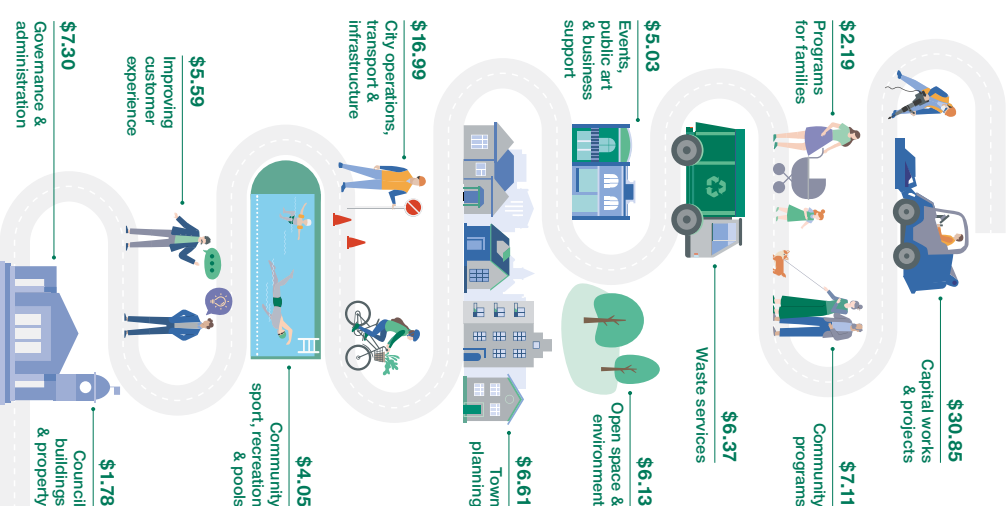 $30.85
Capital works
& projects
$2.19
Programs
for families
$7.11
Community
programs
$6.37
Waste services
$5.03
Events,
public art
& business
support
$6.13
Open space &
environment
$6.61
Town
planning
$16.99
City operations,
transport &
infrastructure
$4.05
Community
sport, recreation
& pools
$5.59
Improving
customer
experience
$1.78
Council
buildings
& property
$7.30
Governance &
administration